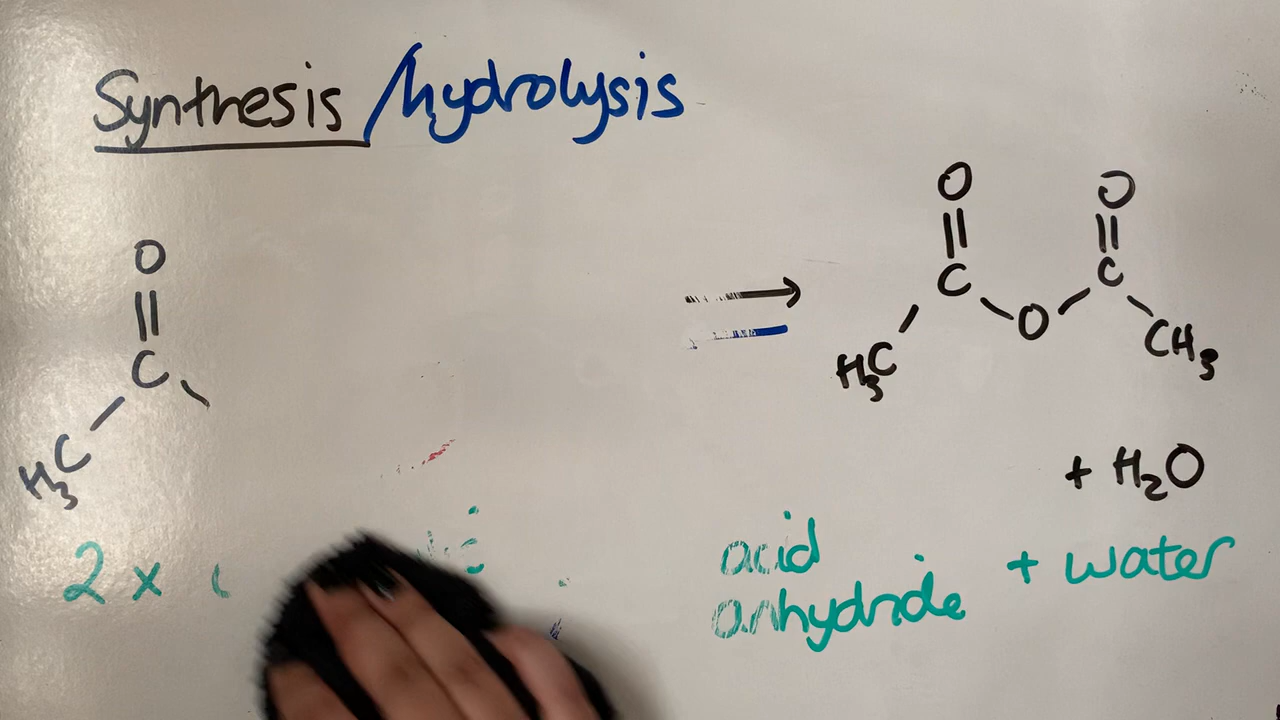 Synthesis/hydrolysis
O
C
H3C
O O
C C
O
H3C CH3
+ H2O
2 x
acid + water
anhydride